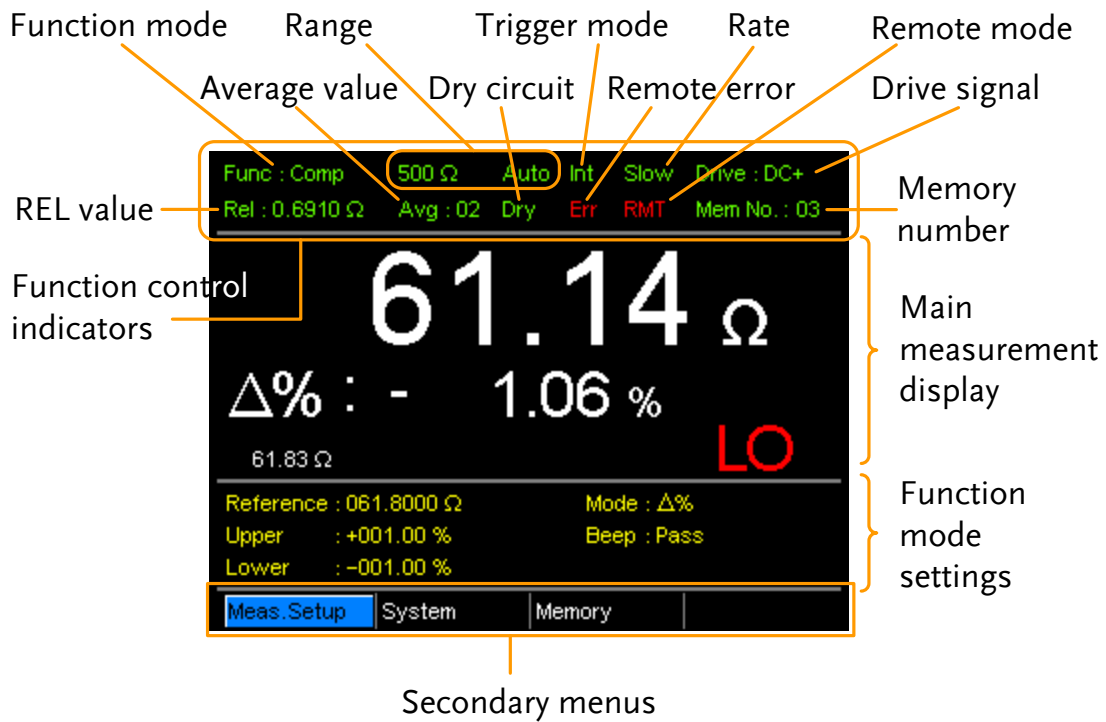 Function mode
Range
Trigger mode
Rate
Remote mode
Average value
Dry circuit
Remote error
Drive signal
Func : Comp
500 Ω
Auto
Int
Slow
Drive : DC+
REL value
Rel : 0.6910 Ω
Avg : 02
Dry
Err
RMT
Mem No. : 03
Memory
number
Function control
indicators
61.14 Ω
Δ% : - 1.06 %
61.83 Ω
LO
Main
measurement
display
Reference : 061.8000 Ω
Mode : Δ%
Upper : +001.00 %
Beep : Pass
Lower : −001.00 %
Function
mode
settings
Meas.Setup
System
Memory
Secondary menus